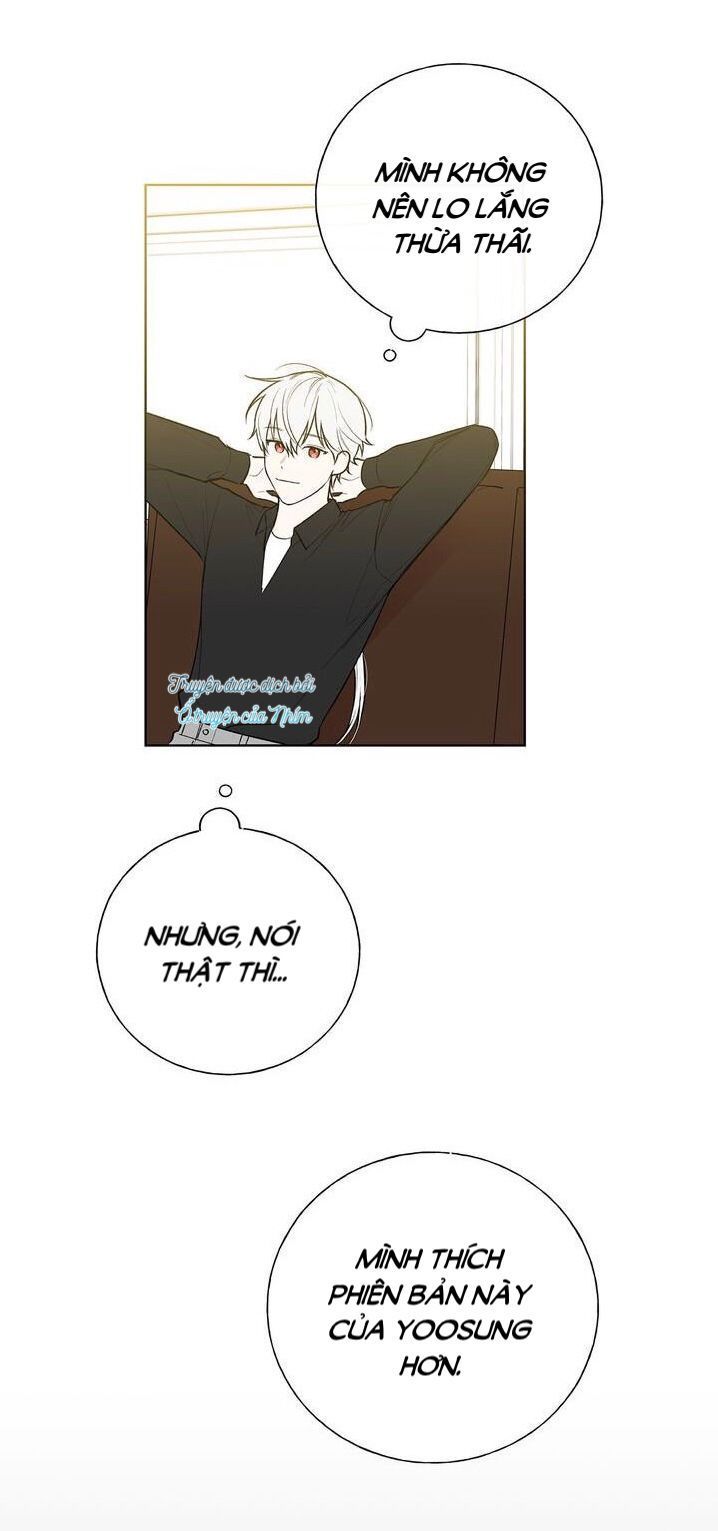 MÌNH KHÔNG
NÊN LO LẮNG
THỪA THÃI.
Truyện được dịch bởi
Ổ truyện của Nhím
NHƯNG, NÓI
THẬT THÌ...
MÌNH THÍCH
PHIÊN BẢN NÀY
CỦA YOOSUNG
HƠN.